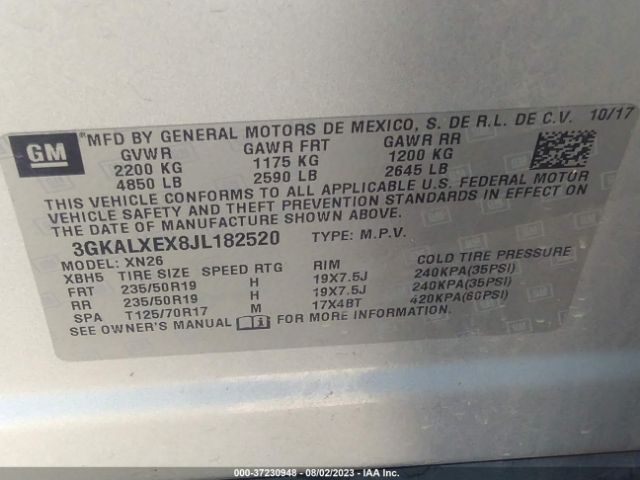 GM
*MFD BY GENERAL MOTORS DE MEXICO, S. DE R.L. DE C.V. 10/17
GVWR GAWR FRT GAWR RR
2200 KG 1175 KG 1200 KG
4850 LB 2590 LB 2645 LB
THIS VEHICLE CONFORMS TO ALL APPLICABLE U.S. FEDERAL MOTOR
VEHICLE SAFETY AND THEFT PREVENTION STANDARDS IN EFFECT ON
THE DATE OF MANUFACTURE SHOWN ABOVE.
3GKALXEX8JL182520 TYPE: M.P.V.
MODEL: XN26
XBH5 TIRE SIZE SPEED RTG RIM COLD TIRE PRESSURE
FRT 235/50R19 H 19X7.5J 240KPA(35PSI)
RR 235/50R19 H 19X7.5J 240KPA(35PSI)
SPA T125/70R17 M 17X4BT 420KPA(60PSI)
SEE OWNER'S MANUAL FOR MORE INFORMATION.
000-37230948 - 08/02/2023 - IAA Inc.